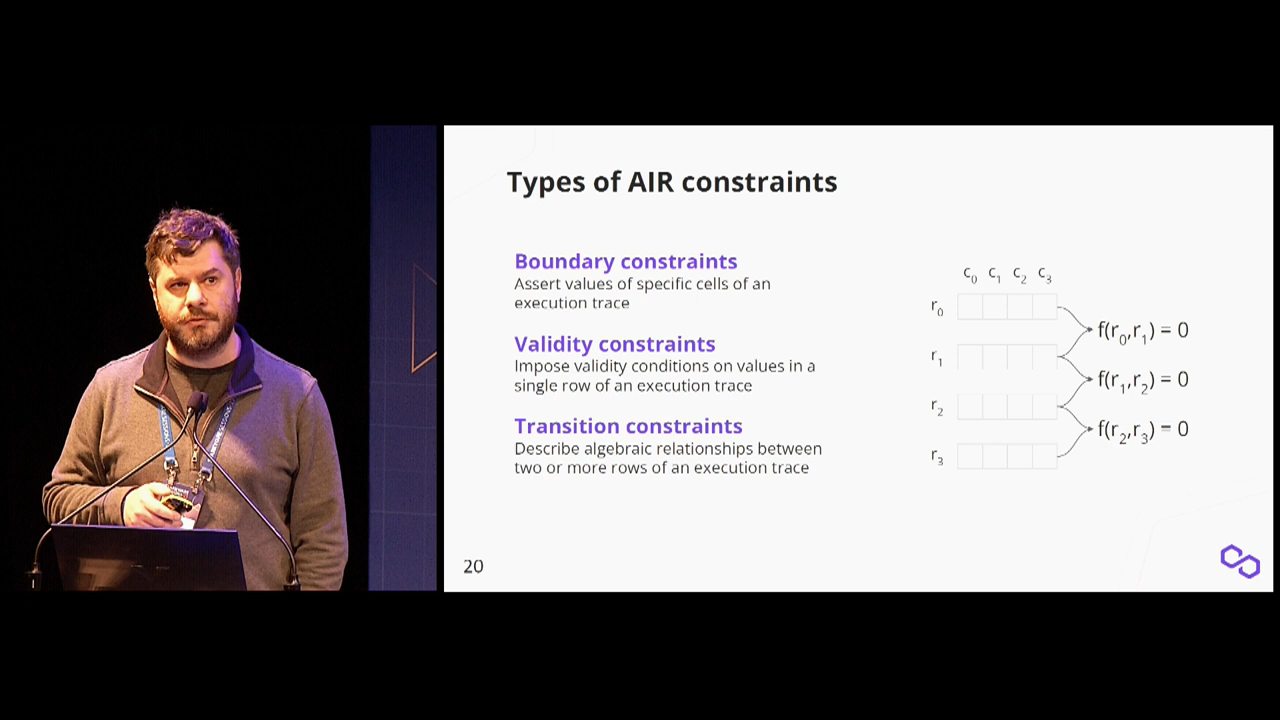 Types of AIR constraints
Boundary constraints
Assert values of specific cells of an
execution trace
Validity constraints
Impose validity conditions on values in a
single row of an execution trace
Transition constraints
Describe algebraic relationships between
two or more rows of an execution trace
c₀ c₁ c₂ c₃
r₀
r₁
r₂
r₃
f(r₀,r₁) = 0
f(r₁,r₂) = 0
f(r₂,r₃) = 0
20